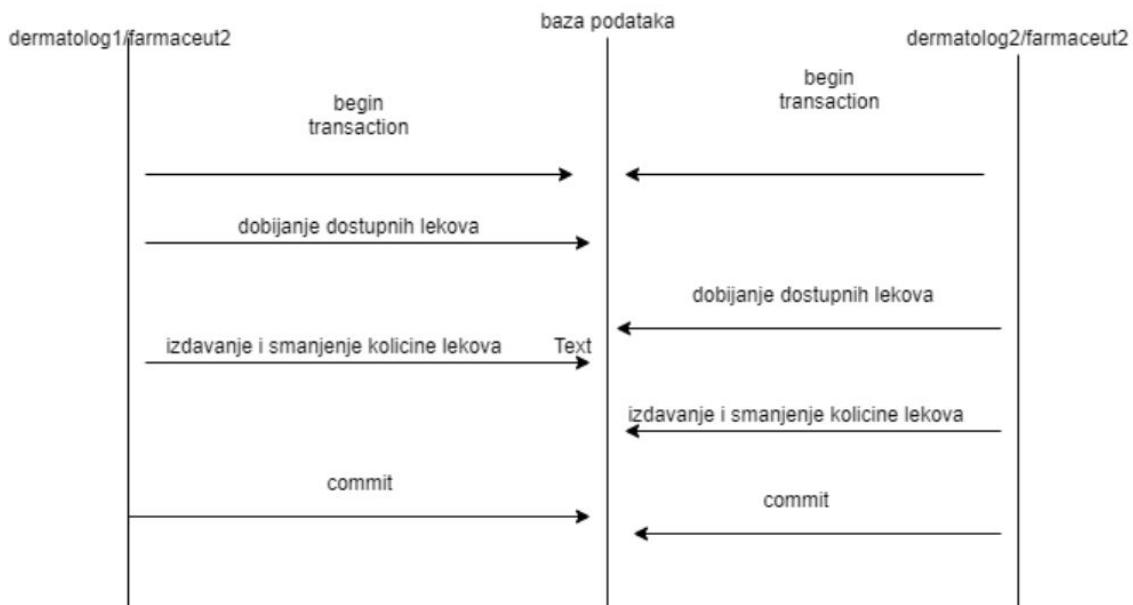 baza podataka
dermatolog1/farmaceut2
dermatolog2/farmaceut2
begin
transaction
begin
transaction
dobijanje dostupnih lekova
dobijanje dostupnih lekova
izdavanje i smanjenje kolicine lekova
Text
izdavanje i smanjenje kolicine lekova
commit
commit